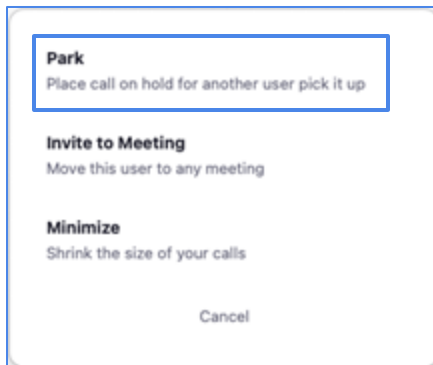 Park
Place call on hold for another user pick it up
Invite to Meeting
Move this user to any meeting
Minimize
Shrink the size of your calls
Cancel